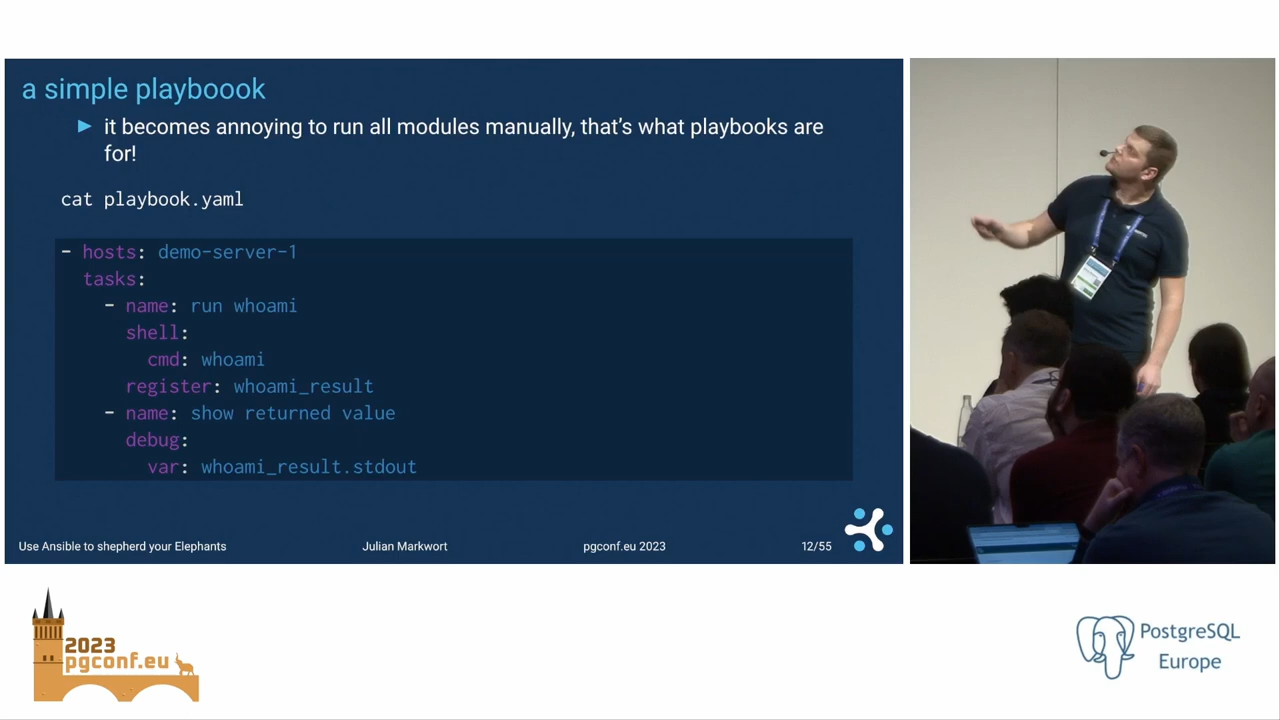 a simple playboook
▶ it becomes annoying to run all modules manually, that's what playbooks are
for!
cat playbook.yaml
- hosts: demo-server-1
  tasks:
    - name: run whoami
      shell:
        cmd: whoami
      register: whoami_result
    - name: show returned value
      debug:
        var: whoami_result.stdout
Use Ansible to shepherd your Elephants Julian Markwort pgconf.eu 2023 12/55
2023
pgconf.eu
PostgreSQL
Europe